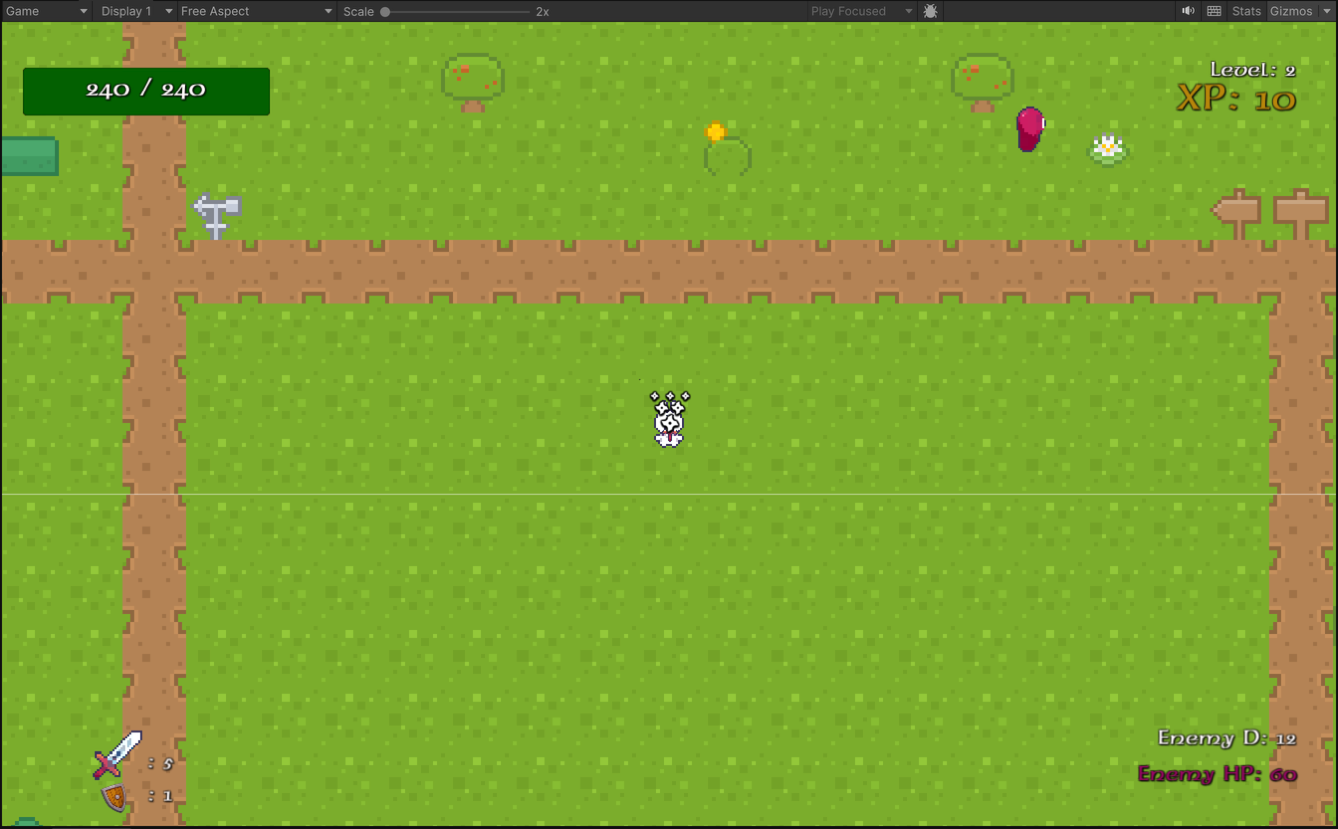 Game Display 1 Free Aspect Scale 2x Play Focused Stats Gizmos
240 / 240
Level: 2
XP: 10
Enemy D: 12
: 5
Enemy HP: 60
: 1